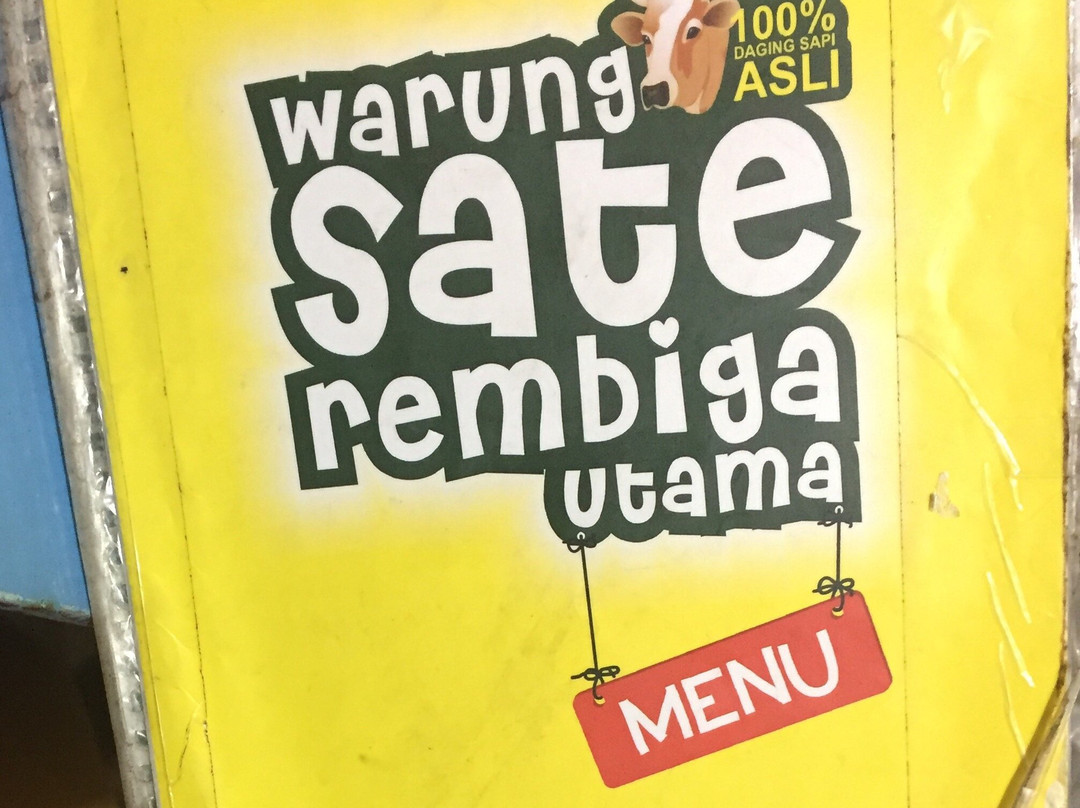 100%
DAGING SAPI
ASLI
warung
sate
rembiga
utama
MENU